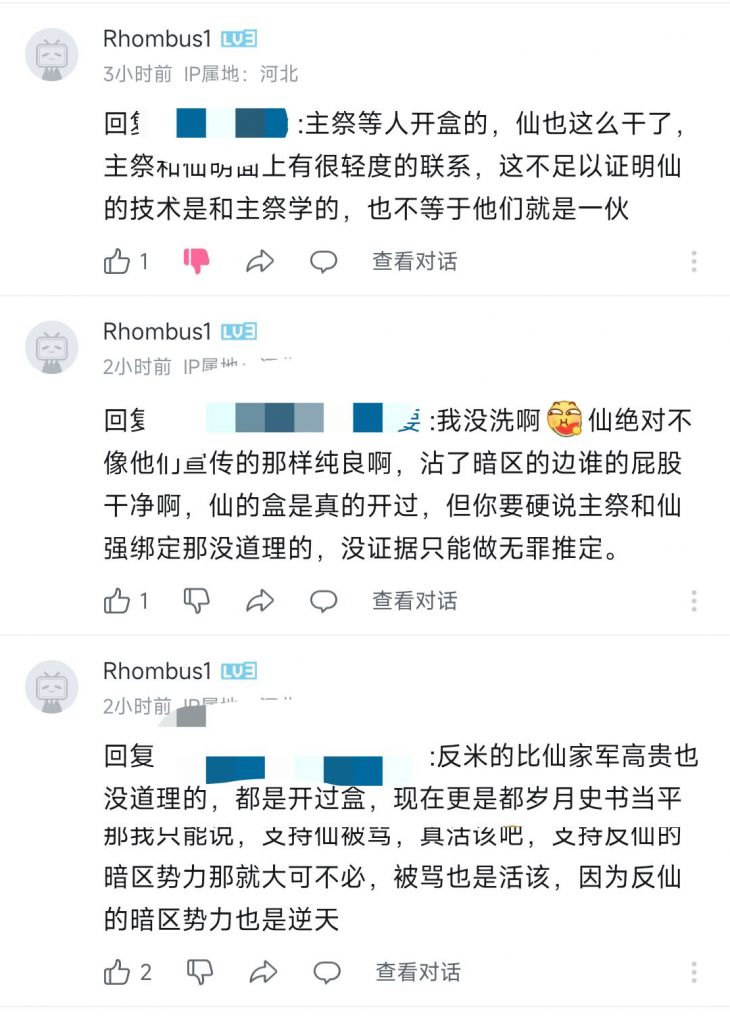 Rhombus1 LV3
3小时前 IP属地：河北
回复 :主祭等人开盒的，仙也这么干了，
主祭和仙明面上有很轻度的联系，这不足以证明仙
的技术是和主祭学的，也不等于他们就是一伙
1 查看对话
Rhombus1 LV3
2小时前 IP属地：
回复 :我没洗啊 仙绝对不
像他们宣传的那样纯良啊，沾了暗区的边谁的屁股
干净啊，仙的盒是真的开过，但你要硬说主祭和仙
强绑定那没道理的，没证据只能做无罪推定。
1 查看对话
Rhombus1 LV3
2小时前 IP属地：
回复 :反米的比仙家军高贵也
没道理的，都是开过盒，现在更是都岁月史书当平
那我只能说，支持仙被骂，真活该吧，支持反仙的
暗区势力那就大可不必，被骂也是活该，因为反仙
的暗区势力也是逆天
2 查看对话